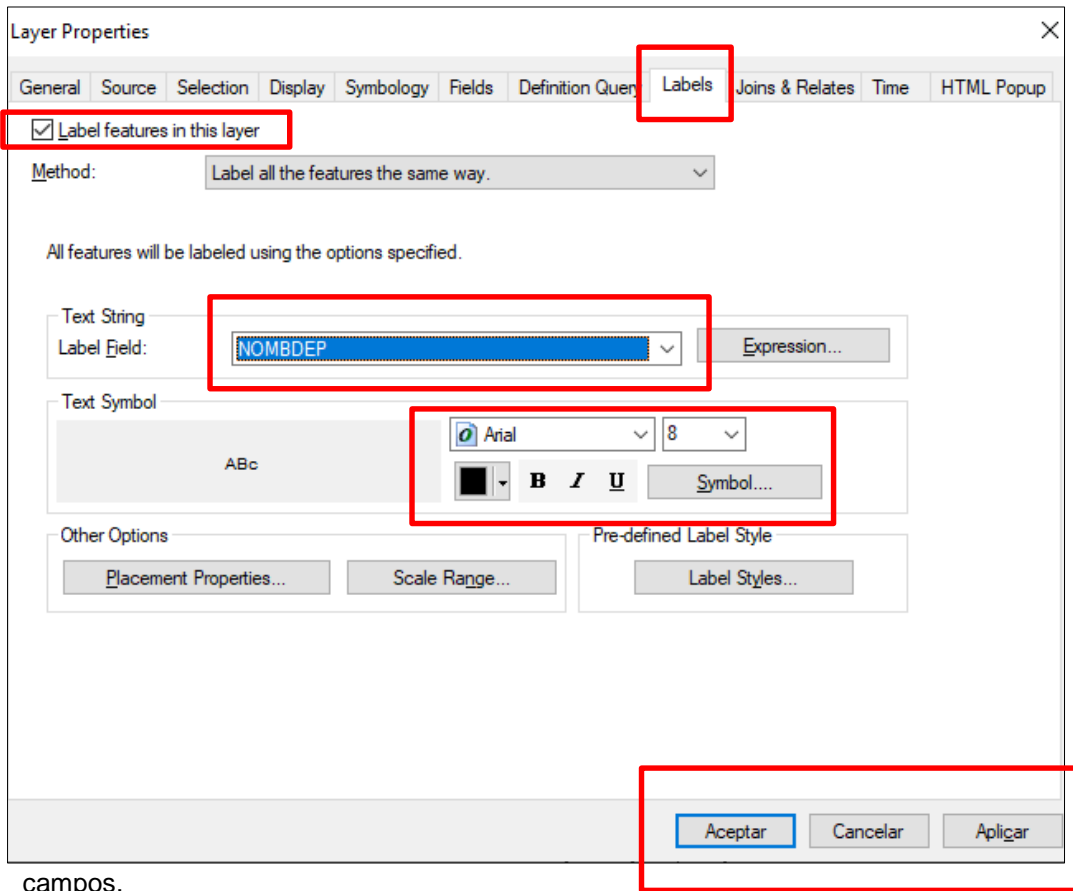 Layer Properties
General Source Selection Display Symbology Fields Definition Query Labels Joins & Relates Time HTML Popup
Label features in this layer
Method: Label all the features the same way.
All features will be labeled using the options specified.
Text String
Label Field: NOMBDEP Expression...
Text Symbol
Arial 8
ABc
B I U Symbol....
Other Options Pre-defined Label Style
Placement Properties... Scale Range... Label Styles...
Aceptar Cancelar Aplicar
campos.